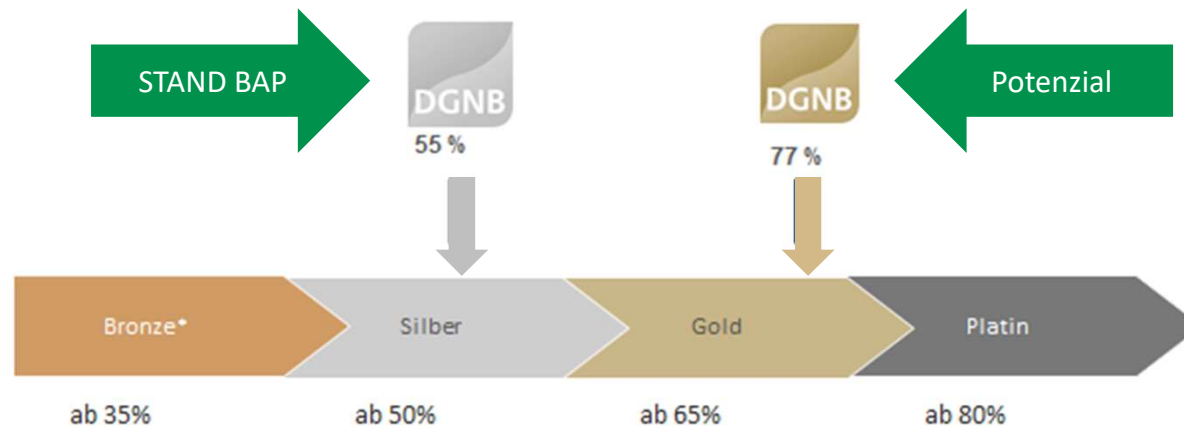 STAND BAP
DGNB
DGNB
Potenzial
55 %
77 %
Bronze*
Silber
Gold
Platin
ab 35%
ab 50%
ab 65%
ab 80%